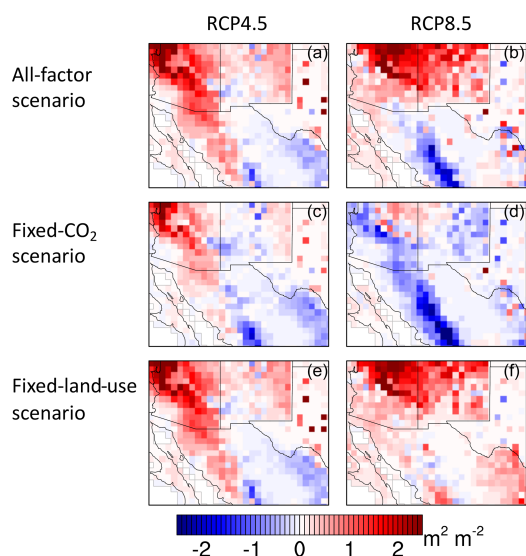 RCP4.5 RCP8.5
All-factor
scenario
(a) (b)
Fixed-CO₂
scenario
(c) (d)
Fixed-land-use
scenario
(e) (f)
-2 -1 0 1 2 m² m⁻²